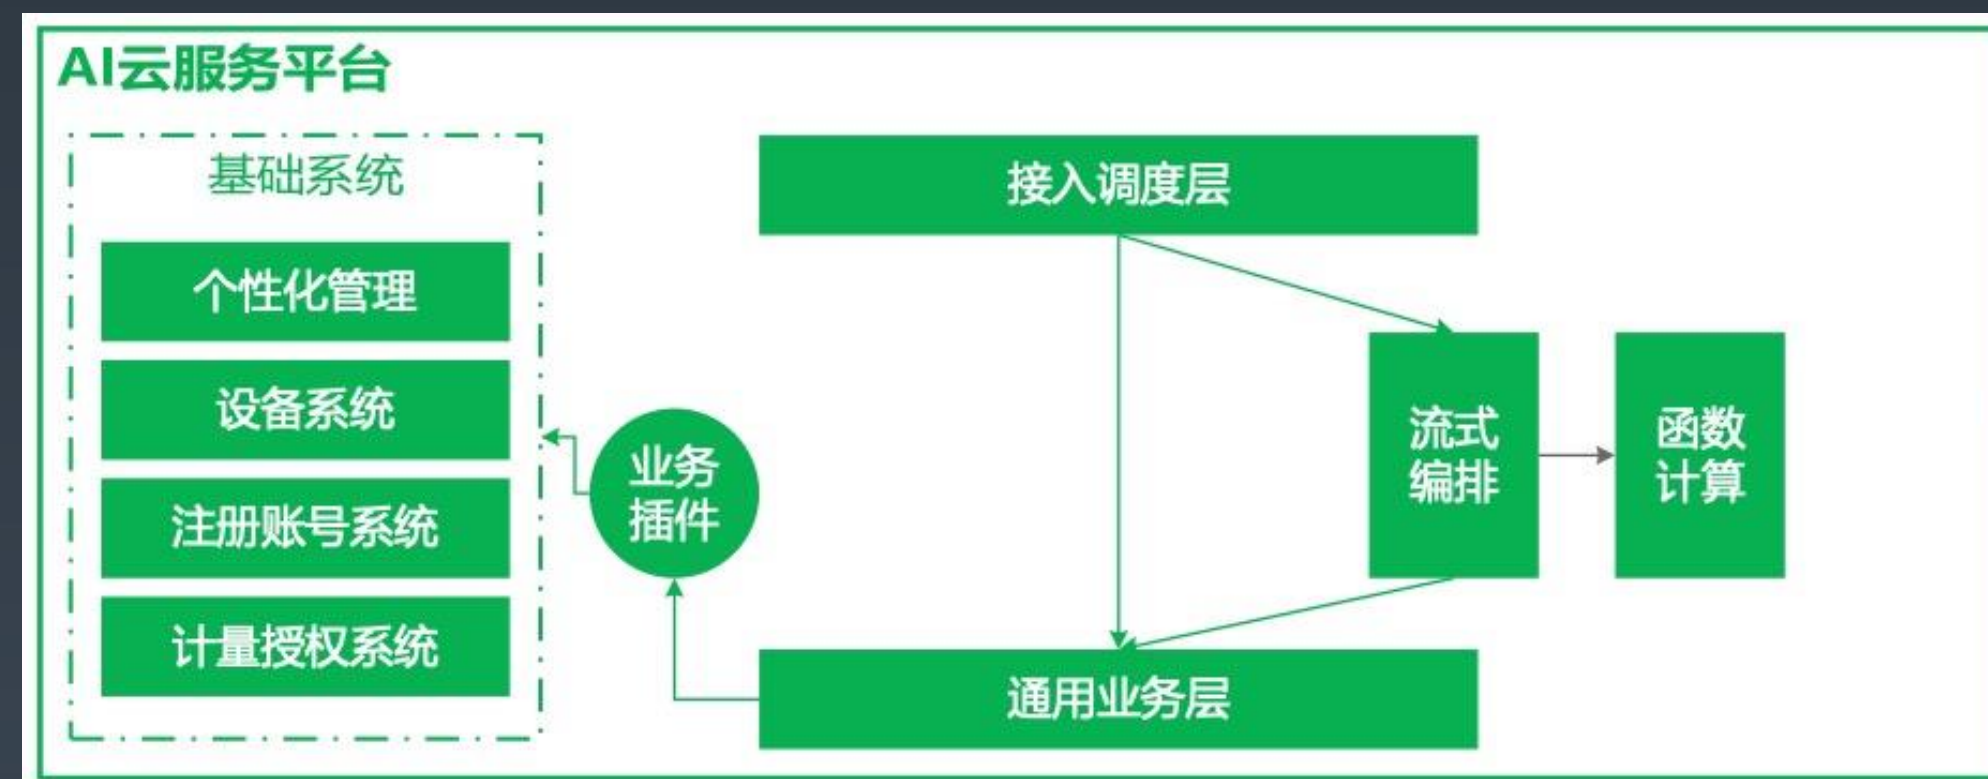 AI云服务平台
基础系统
个性化管理
设备系统
注册账号系统
计量授权系统
业务
插件
接入调度层
流式
编排
函数
计算
通用业务层